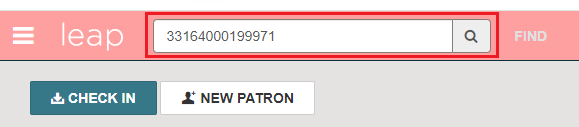 leap 33164000199971 FIND
CHECK IN NEW PATRON